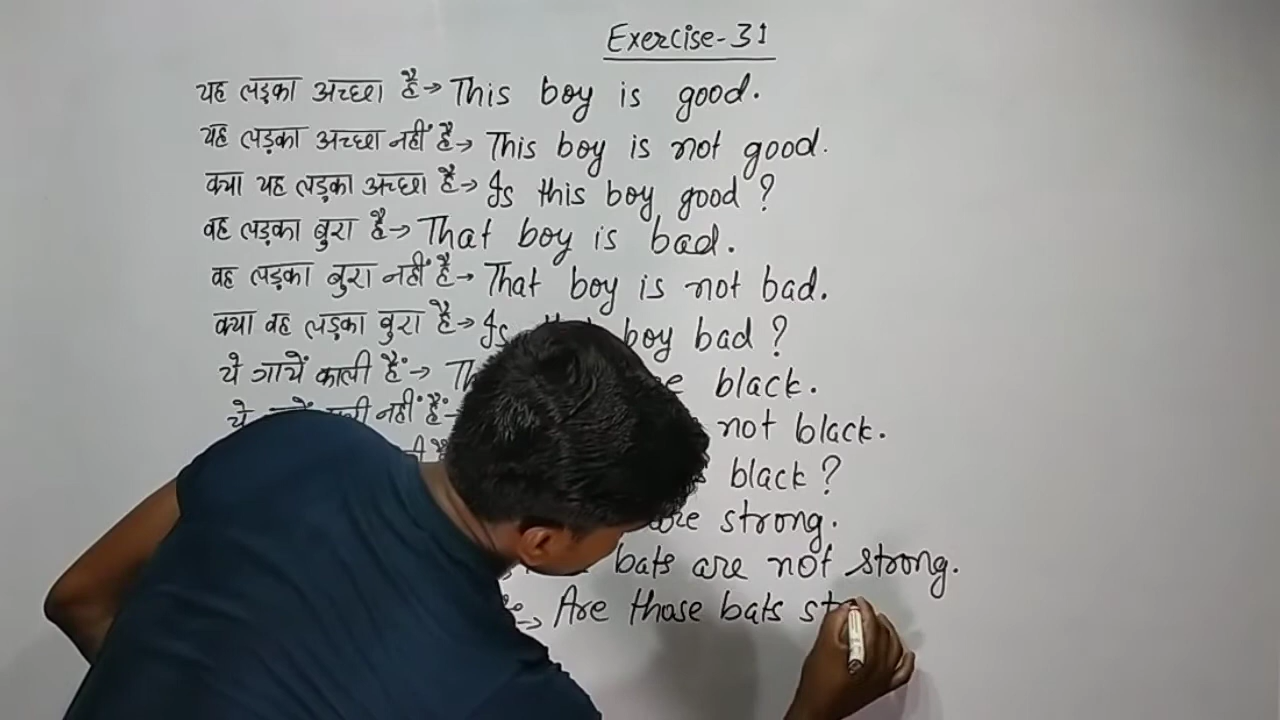 Exercise-31
यह लड़का अच्छा है → This boy is good.
यह लड़का अच्छा नहीं है → This boy is not good.
क्या यह लड़का अच्छा है → Is this boy good?
वह लड़का बुरा है → That boy is bad.
वह लड़का बुरा नहीं है → That boy is not bad.
क्या वह लड़का बुरा है → Is boy bad?
ये गायें काली हैं → black.
ये नहीं हैं not black.
black?
are strong.
bats are not strong.
→ Are those bats